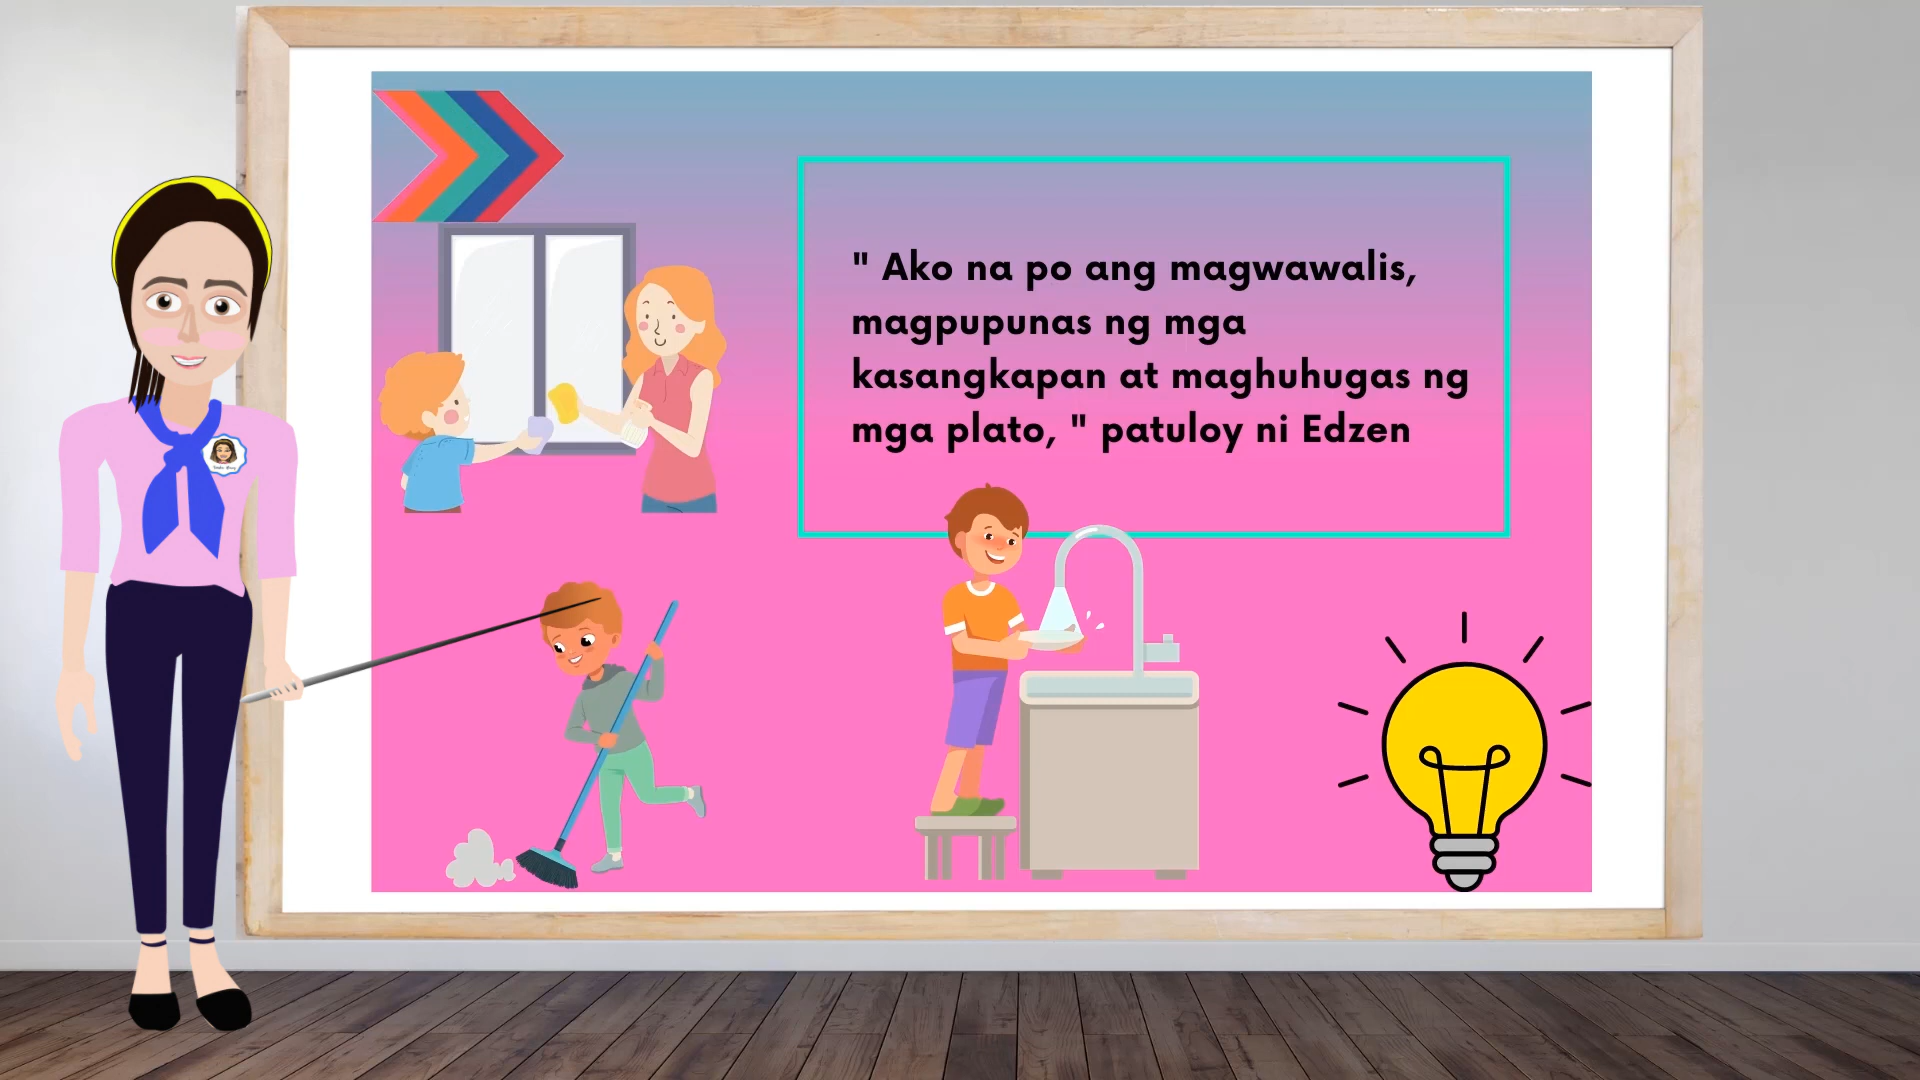 " Ako na po ang magwawalis,
magpupunas ng mga
kasangkapan at maghuhugas ng
mga plato, " patuloy ni Edzen